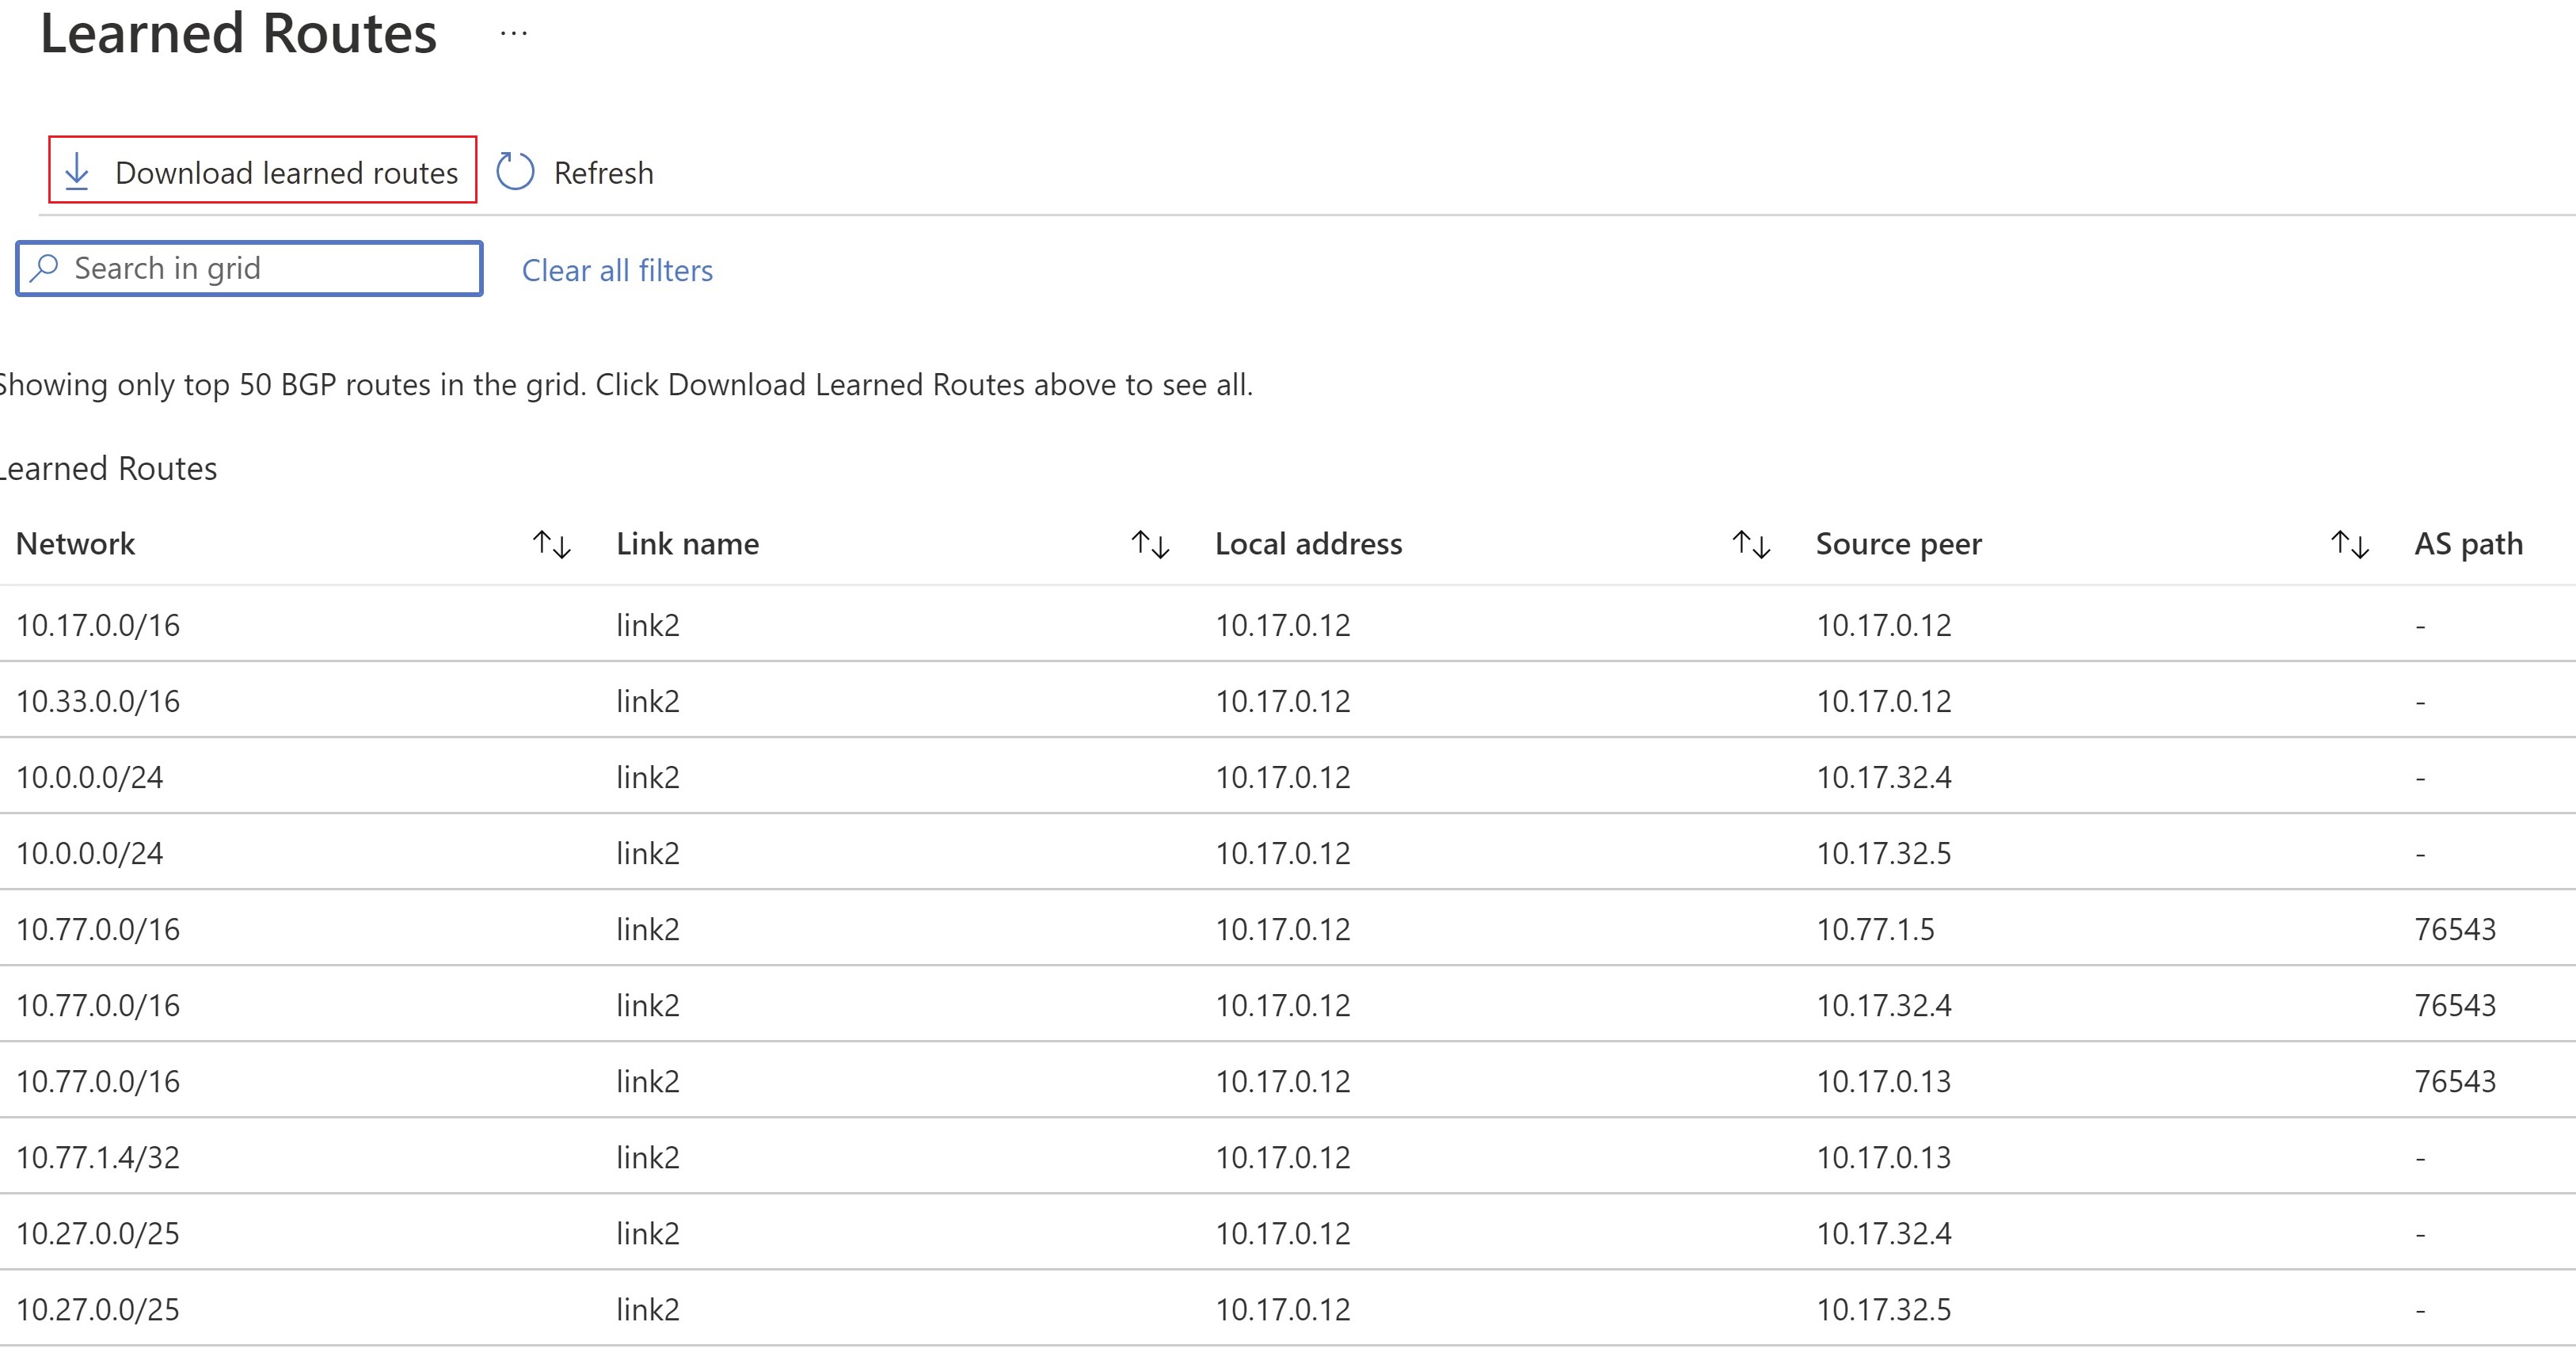 Learned Routes ...
Download learned routes Refresh
Search in grid Clear all filters
Showing only top 50 BGP routes in the grid. Click Download Learned Routes above to see all.
Learned Routes
Network ↑↓ Link name ↑↓ Local address ↑↓ Source peer ↑↓ AS path
10.17.0.0/16 link2 10.17.0.12 10.17.0.12 -
10.33.0.0/16 link2 10.17.0.12 10.17.0.12 -
10.0.0.0/24 link2 10.17.0.12 10.17.32.4 -
10.0.0.0/24 link2 10.17.0.12 10.17.32.5 -
10.77.0.0/16 link2 10.17.0.12 10.77.1.5 76543
10.77.0.0/16 link2 10.17.0.12 10.17.32.4 76543
10.77.0.0/16 link2 10.17.0.12 10.17.0.13 76543
10.77.1.4/32 link2 10.17.0.12 10.17.0.13 -
10.27.0.0/25 link2 10.17.0.12 10.17.32.4 -
10.27.0.0/25 link2 10.17.0.12 10.17.32.5 -